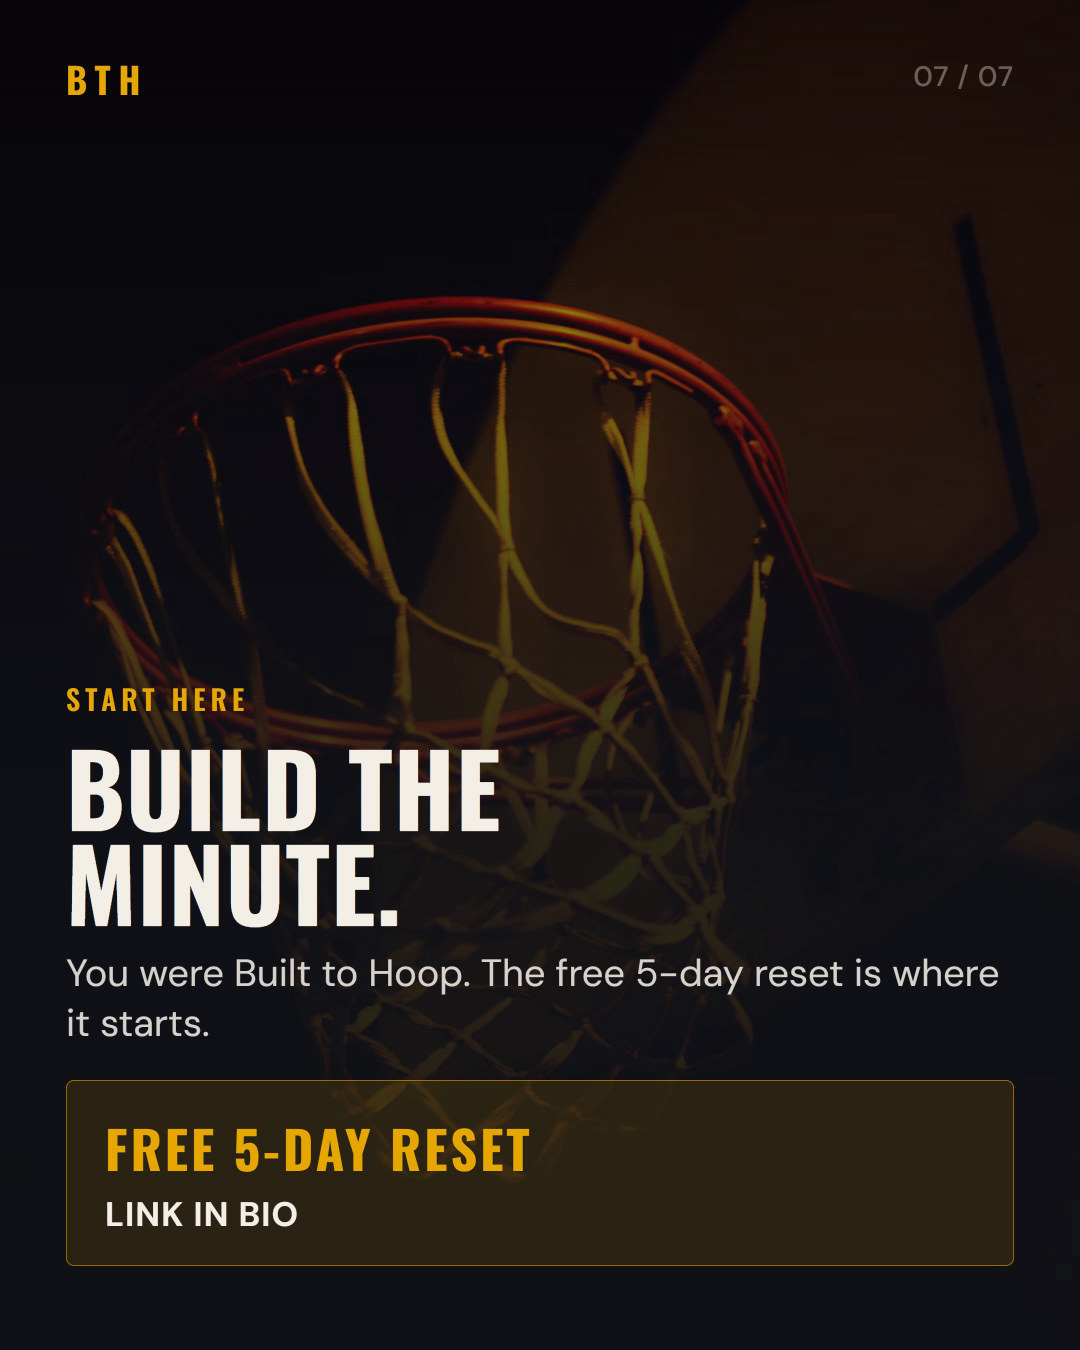 BTH
07 / 07
START HERE
BUILD THE
MINUTE.
You were Built to Hoop. The free 5-day reset is where
it starts.
FREE 5-DAY RESET
LINK IN BIO